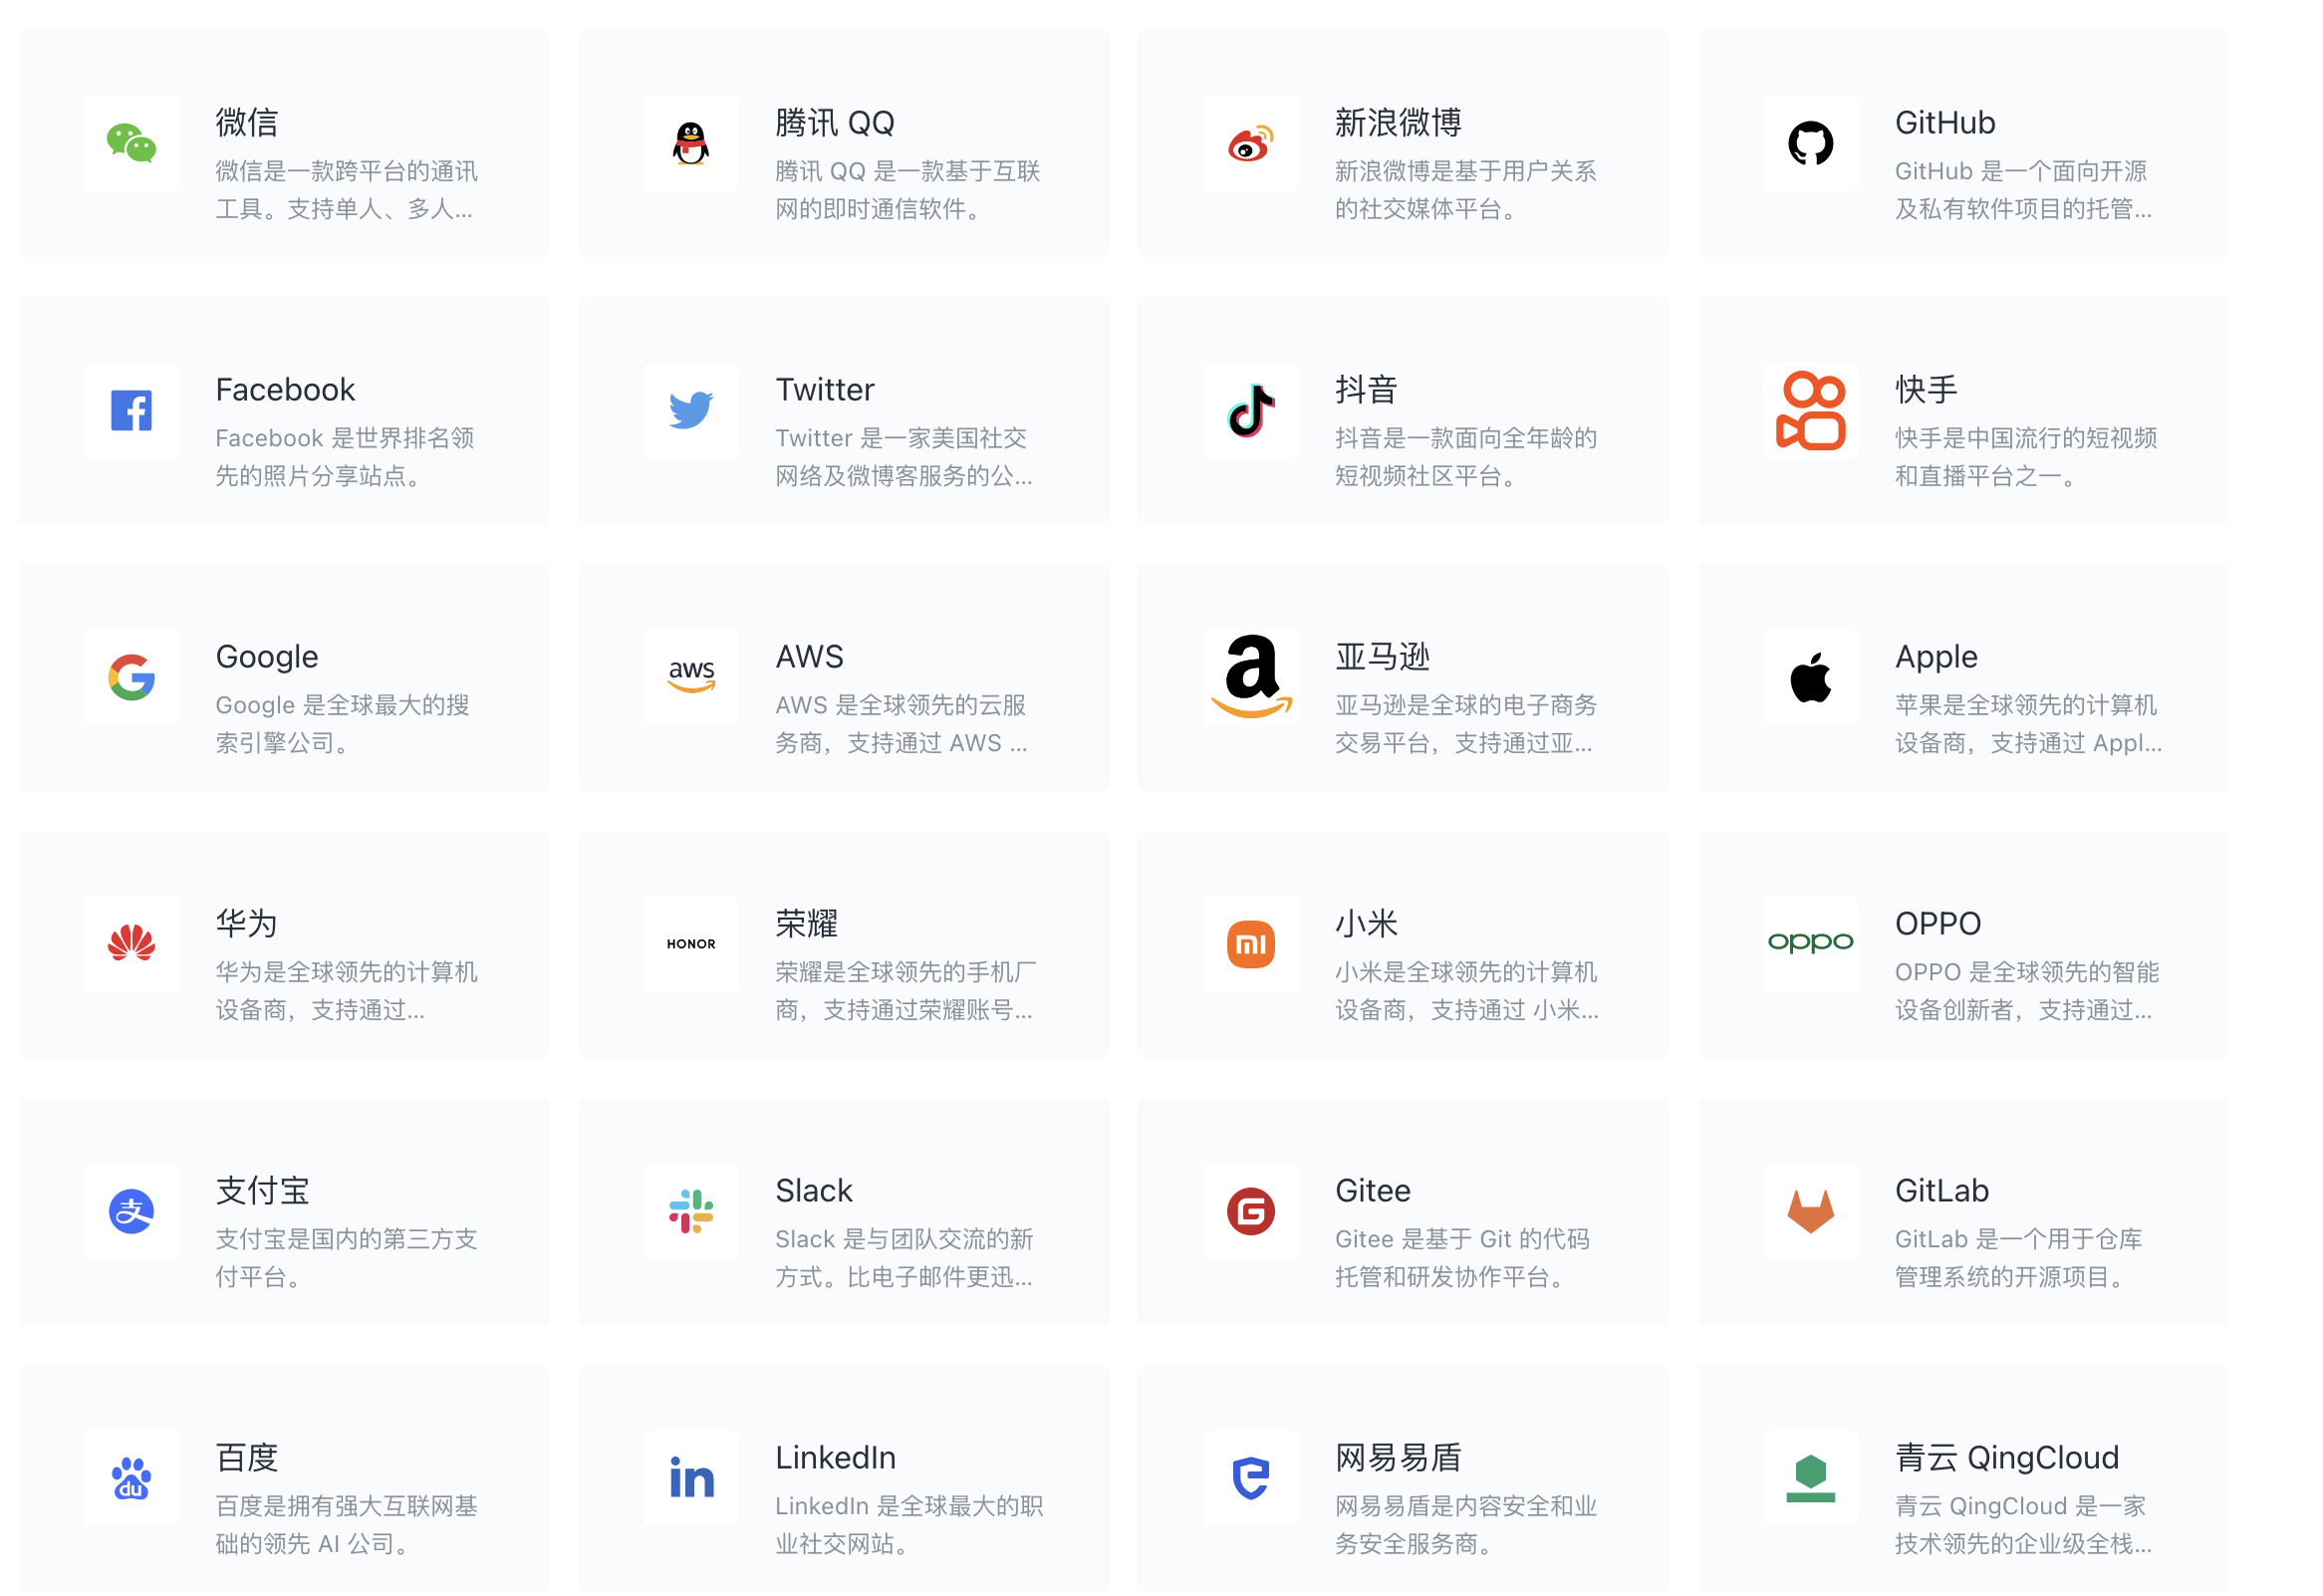 微信
微信是一款跨平台的通讯
工具。支持单人、多人...
腾讯 QQ
腾讯 QQ 是一款基于互联
网的即时通信软件。
新浪微博
新浪微博是基于用户关系
的社交媒体平台。
GitHub
GitHub 是一个面向开源
及私有软件项目的托管...
Facebook
Facebook 是世界排名领
先的照片分享站点。
Twitter
Twitter 是一家美国社交
网络及微博客服务的公...
抖音
抖音是一款面向全年龄的
短视频社区平台。
快手
快手是中国流行的短视频
和直播平台之一。
Google
Google 是全球最大的搜
索引擎公司。
aws
AWS
AWS 是全球领先的云服
务商，支持通过 AWS ...
a
亚马逊
亚马逊是全球的电子商务
交易平台，支持通过亚...
Apple
苹果是全球领先的计算机
设备商，支持通过 Appl...
华为
华为是全球领先的计算机
设备商，支持通过...
HONOR
荣耀
荣耀是全球领先的手机厂
商，支持通过荣耀账号...
mi
小米
小米是全球领先的计算机
设备商，支持通过 小米...
oppo
OPPO
OPPO 是全球领先的智能
设备创新者，支持通过...
支
支付宝
支付宝是国内的第三方支
付平台。
Slack
Slack 是与团队交流的新
方式。比电子邮件更迅...
G
Gitee
Gitee 是基于 Git 的代码
托管和研发协作平台。
GitLab
GitLab 是一个用于仓库
管理系统的开源项目。
du
百度
百度是拥有强大互联网基
础的领先 AI 公司。
in
LinkedIn
LinkedIn 是全球最大的职
业社交网站。
网易易盾
网易易盾是内容安全和业
务安全服务商。
青云 QingCloud
青云 QingCloud 是一家
技术领先的企业级全栈...